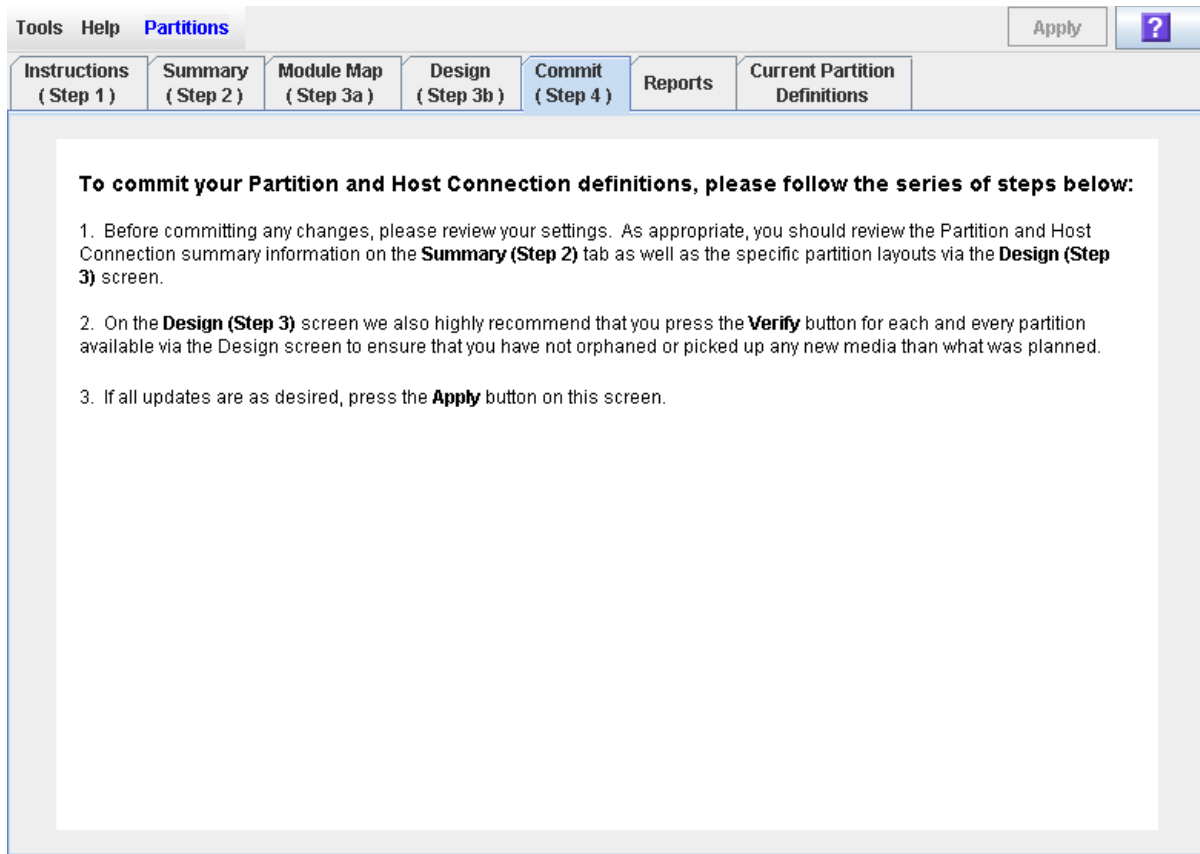 Tools Help Partitions Apply ?
Instructions Summary Module Map Design Commit Reports Current Partition
( Step 1 ) ( Step 2 ) ( Step 3a ) ( Step 3b ) ( Step 4 ) Definitions
To commit your Partition and Host Connection definitions, please follow the series of steps below:
1. Before committing any changes, please review your settings. As appropriate, you should review the Partition and Host
Connection summary information on the Summary (Step 2) tab as well as the specific partition layouts via the Design (Step
3) screen.
2. On the Design (Step 3) screen we also highly recommend that you press the Verify button for each and every partition
available via the Design screen to ensure that you have not orphaned or picked up any new media than what was planned.
3. If all updates are as desired, press the Apply button on this screen.